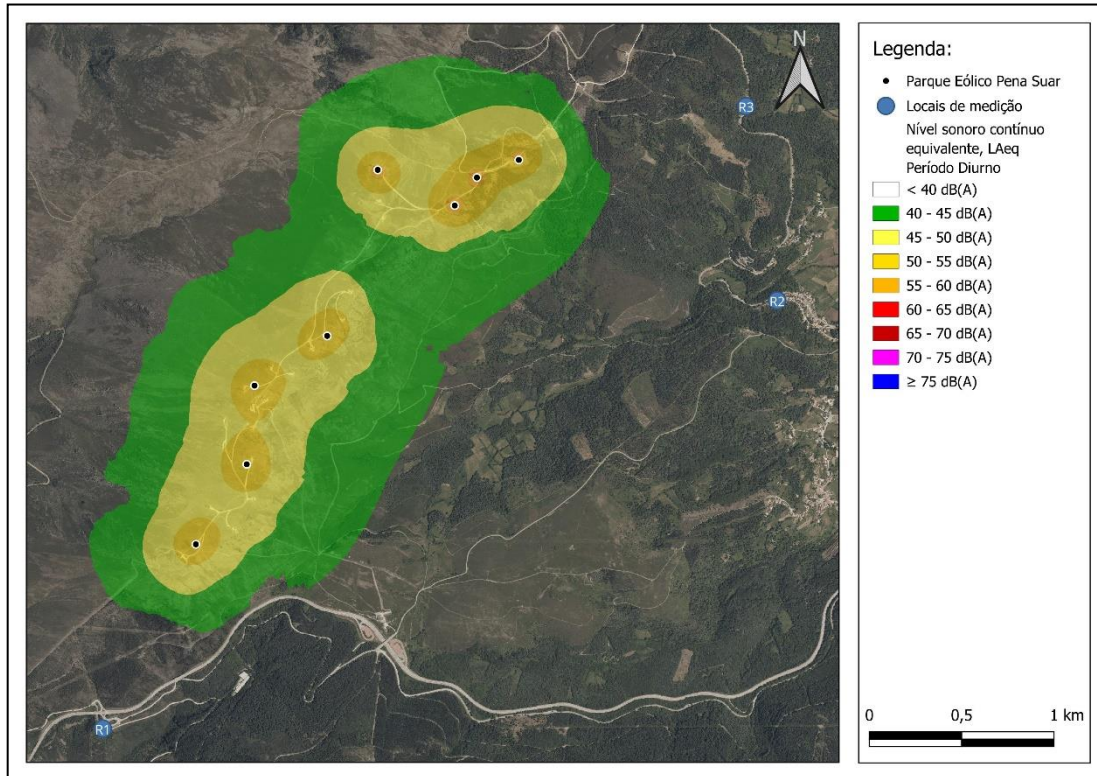 N
R3
R2
R1
Legenda:
Parque Eólico Pena Suar
Locais de medição
Nível sonoro contínuo
equivalente, LAeq
Período Diurno
< 40 dB(A)
40 - 45 dB(A)
45 - 50 dB(A)
50 - 55 dB(A)
55 - 60 dB(A)
60 - 65 dB(A)
65 - 70 dB(A)
70 - 75 dB(A)
≥ 75 dB(A)
0 0,5 1 km